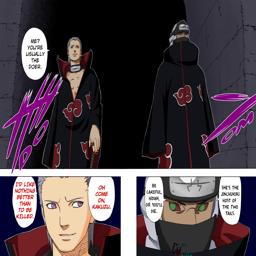 ME?
YOU'RE
USUALLY
THE
DOER.
I'D LIKE
NOTHING
BETTER
THAN
TO BE
KILLED.
OH
COME
ON,
KAKUZU.
BE
CAREFUL,
HIDAN,
OR YOU'LL
DIE.
SHE'S THE
JINCHURIKI
HOST OF
THE TWO
TAILS.